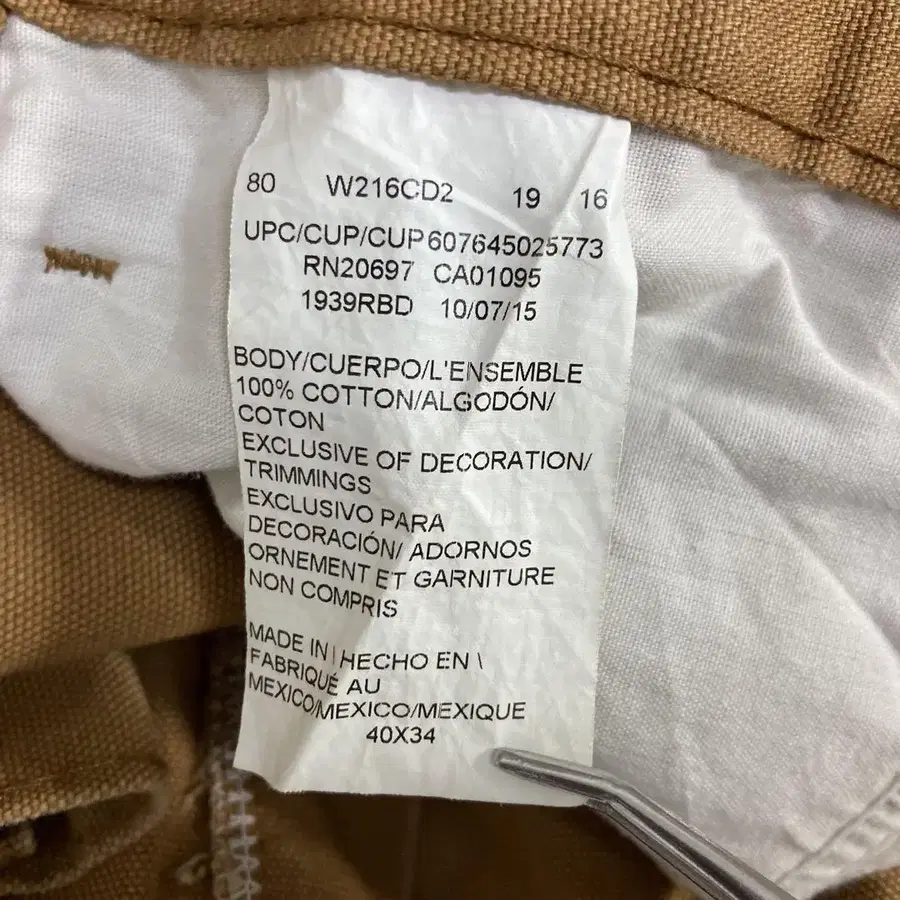 80 W216CD2 19 16
UPC/CUP/CUP607645025773
RN20697 CA01095
1939RBD 10/07/15
BODY/CUERPO/L'ENSEMBLE
100% COTTON/ALGODÓN/
COTON
EXCLUSIVE OF DECORATION/
TRIMMINGS
EXCLUSIVO PARA
DECORACIÓN/ ADORNOS
ORNEMENT ET GARNITURE
NON COMPRIS
MADE IN \ HECHO EN \
FABRIQUÉ AU
MEXICO/MEXICO/MEXIQUE
40X34